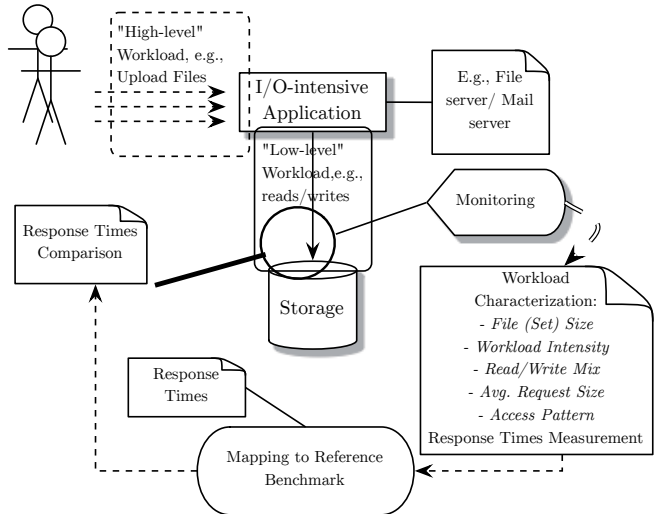 "High-level"
Workload, e.g.,
Upload Files
I/O-intensive
Application
E.g., File
server/ Mail
server
"Low-level"
Workload,e.g.,
reads/writes
Monitoring
Response Times
Comparison
Storage
Workload
Characterization:
- File (Set) Size
- Workload Intensity
- Read/Write Mix
- Avg. Request Size
- Access Pattern
Response Times Measurement
Response
Times
Mapping to Reference
Benchmark